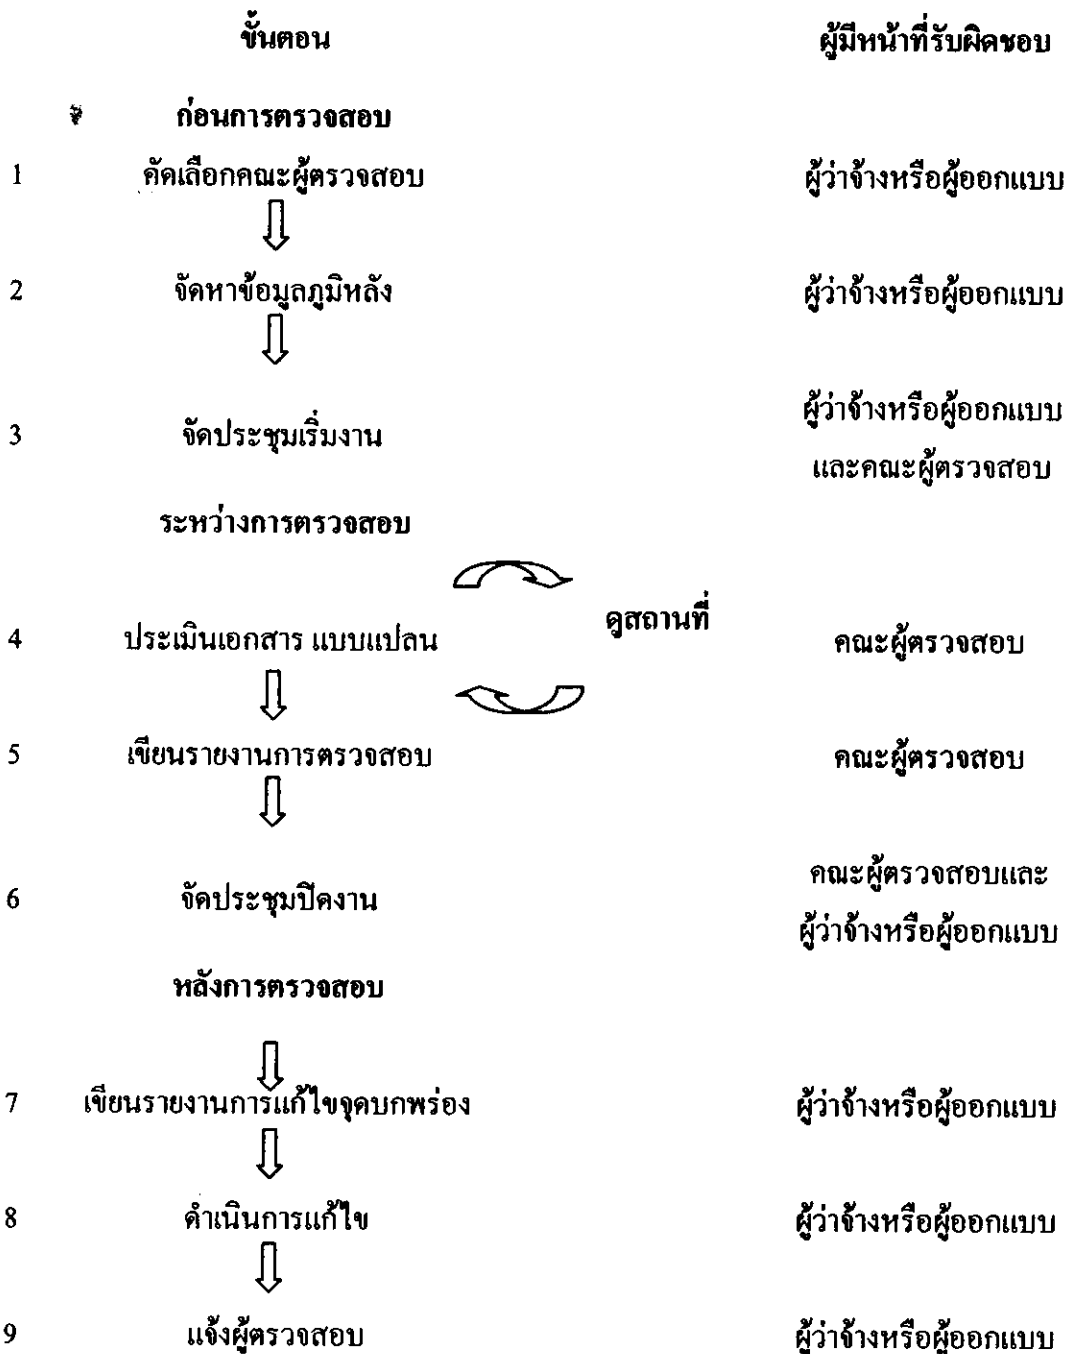 ขั้นตอน ผู้มีหน้าที่รับผิดชอบ
ก่อนการตรวจสอบ
1 คัดเลือกคณะผู้ตรวจสอบ ผู้ว่าจ้างหรือผู้ออกแบบ
2 จัดหาข้อมูลภูมิหลัง ผู้ว่าจ้างหรือผู้ออกแบบ
ผู้ว่าจ้างหรือผู้ออกแบบ
3 จัดประชุมเริ่มงาน
และคณะผู้ตรวจสอบ
ระหว่างการตรวจสอบ
ดูสถานที่
4 ประเมินเอกสาร แบบแปลน คณะผู้ตรวจสอบ
5 เขียนรายงานการตรวจสอบ คณะผู้ตรวจสอบ
คณะผู้ตรวจสอบและ
6 จัดประชุมปิดงาน
ผู้ว่าจ้างหรือผู้ออกแบบ
หลังการตรวจสอบ
7 เขียนรายงานการแก้ไขจุดบกพร่อง ผู้ว่าจ้างหรือผู้ออกแบบ
8 ดำเนินการแก้ไข ผู้ว่าจ้างหรือผู้ออกแบบ
9 แจ้งผู้ตรวจสอบ ผู้ว่าจ้างหรือผู้ออกแบบ